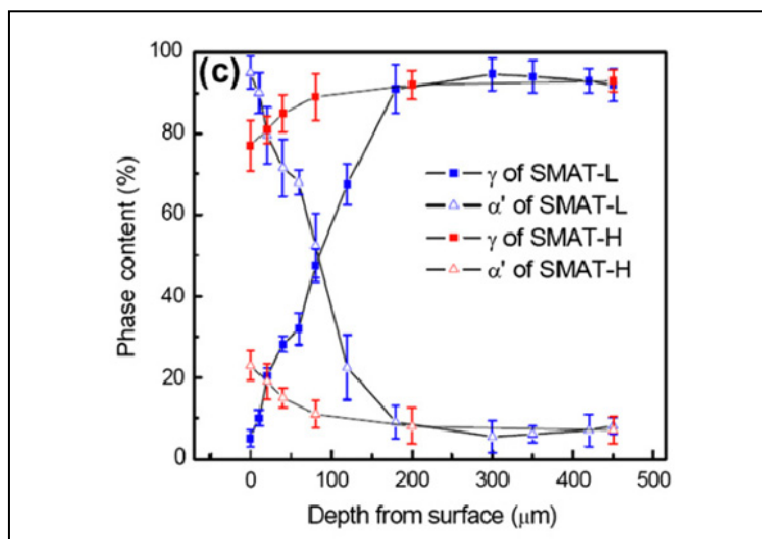 (c)
100
80
60
40
20
0
Phase content (%)
γ of SMAT-L
α' of SMAT-L
γ of SMAT-H
α' of SMAT-H
0 100 200 300 400 500
Depth from surface (μm)